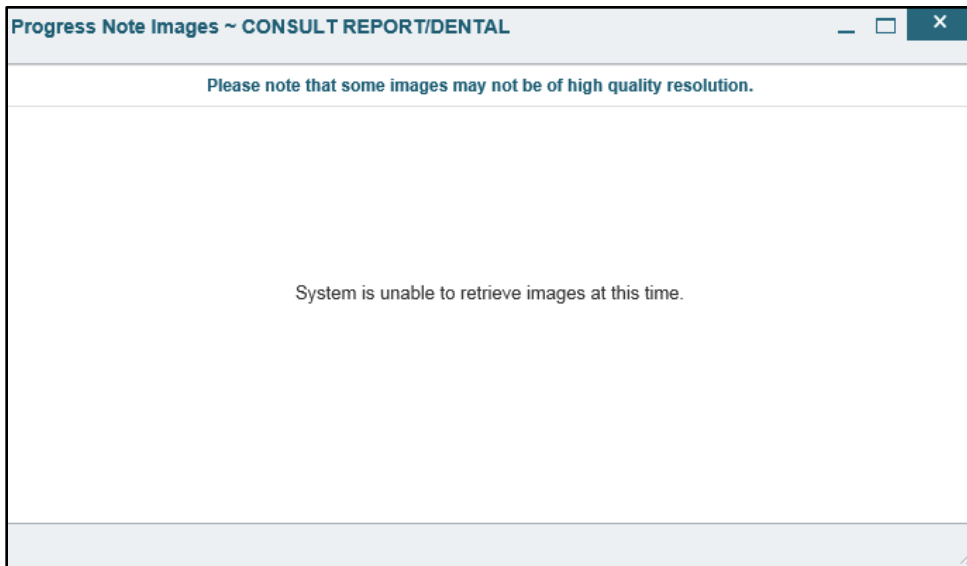 Progress Note Images ~ CONSULT REPORT/DENTAL
Please note that some images may not be of high quality resolution.
System is unable to retrieve images at this time.